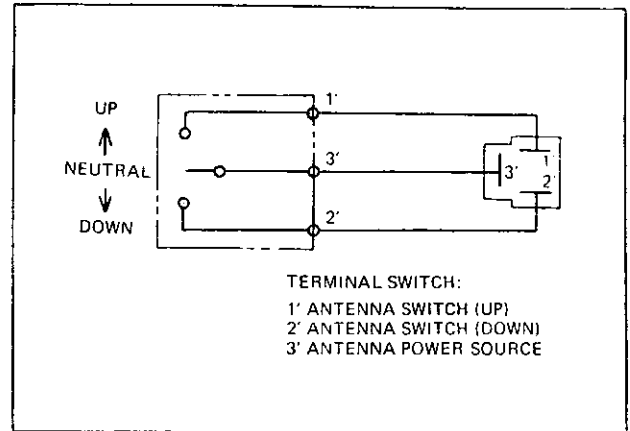 UP
NEUTRAL
DOWN
1'
3'
2'
3'
1'
2'
TERMINAL SWITCH:
1' ANTENNA SWITCH (UP)
2' ANTENNA SWITCH (DOWN)
3' ANTENNA POWER SOURCE